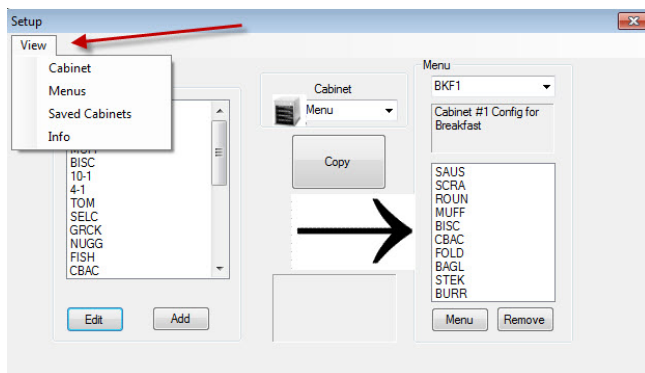 Setup
View
Cabinet
Menus
Saved Cabinets
Info
BISC
10-1
4-1
TOM
SELC
GRCK
NUGG
FISH
CBAC
Edit
Add
Cabinet
Menu
Copy
Menu
BKF1
Cabinet #1 Config for
Breakfast
SAUS
SCRA
ROUN
MUFF
BISC
CBAC
FOLD
BAGL
STEK
BURR
Menu
Remove